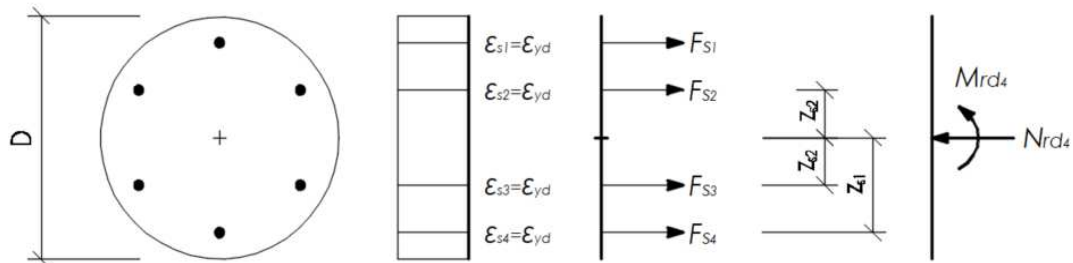 D
εs1=εyd
εs2=εyd
εs3=εyd
εs4=εyd
FS1
FS2
FS3
FS4
Zs2
Zs2
Zs1
Mrd4
Nrd4